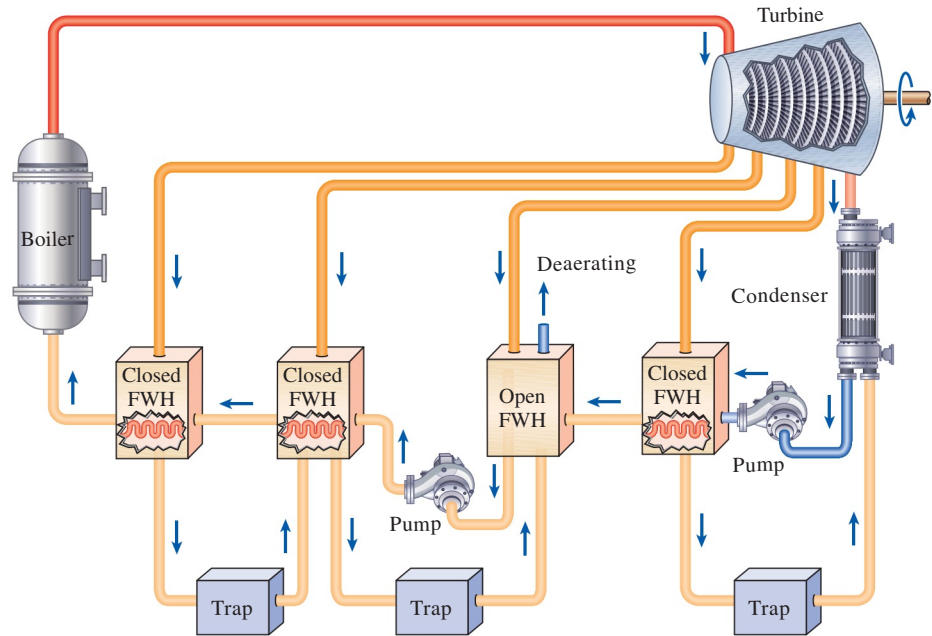 Turbine
Boiler
Deaerating
Condenser
Closed
FWH
Closed
FWH
Open
FWH
Closed
FWH
Pump
Pump
Trap
Trap
Trap